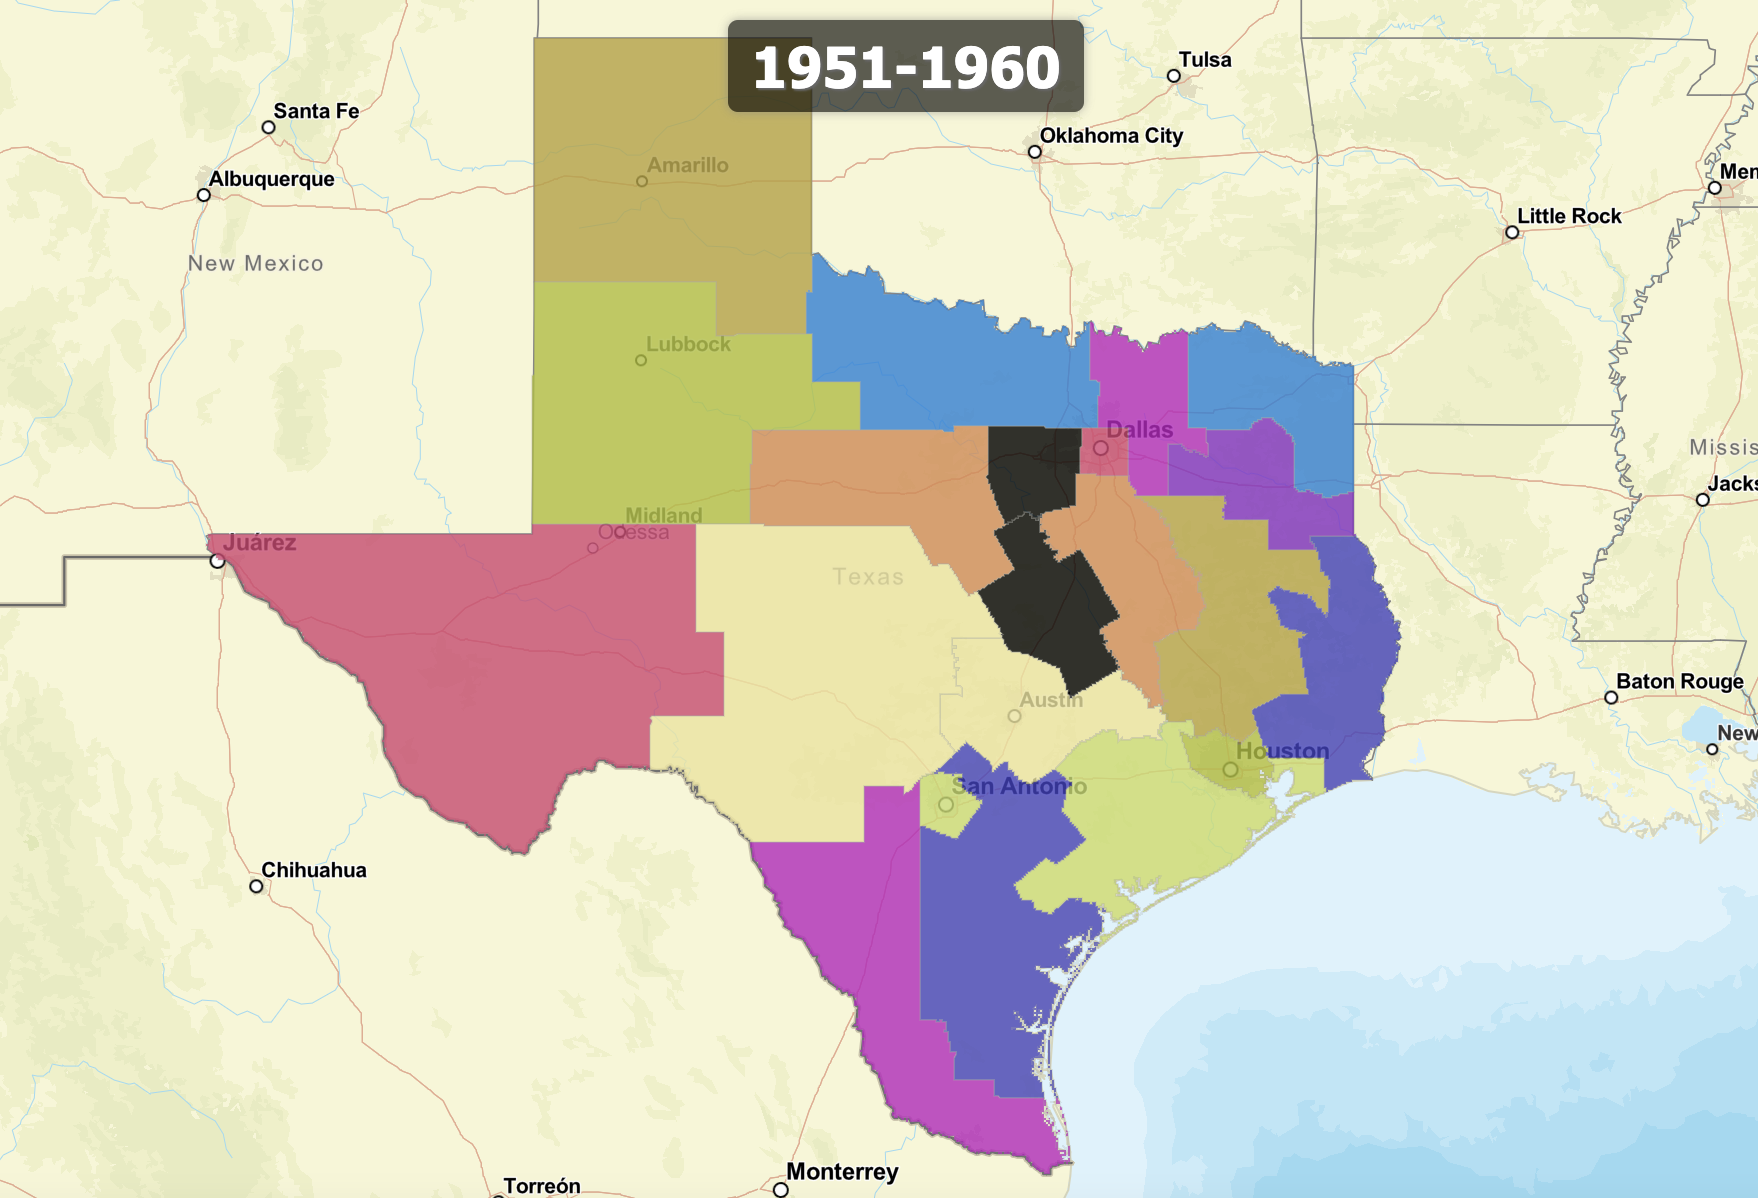 1951-1960
Tulsa
Santa Fe
Oklahoma City
Amarillo
Men
Albuquerque
Little Rock
New Mexico
Lubbock
Dallas
Missis
Jacks
Midland
Odessa
Juárez
Texas
Baton Rouge
Austin
New
Houston
San Antonio
Chihuahua
Monterrey
Torreón